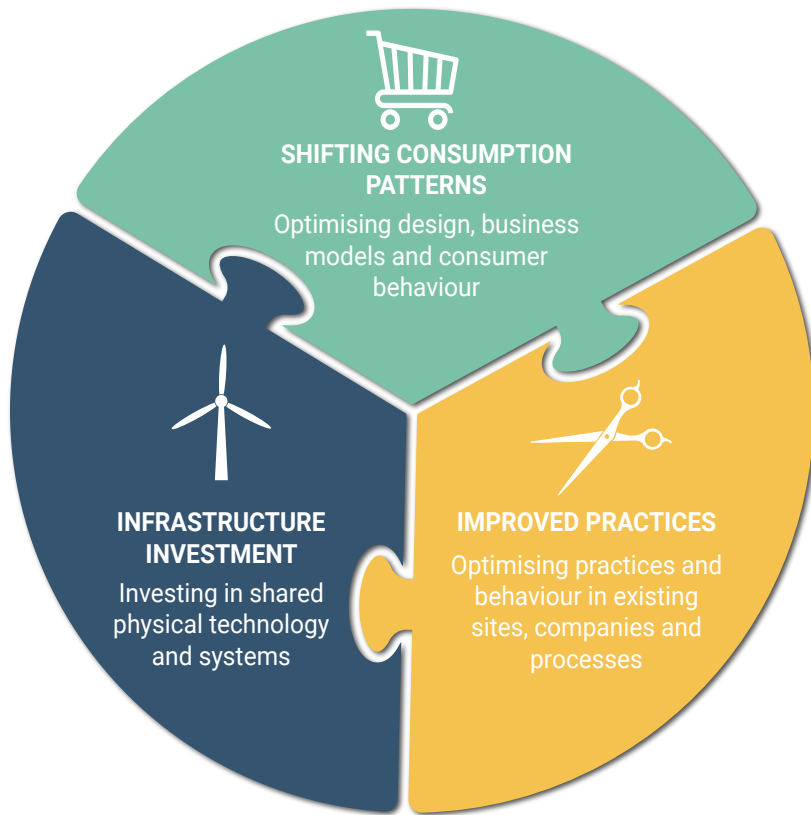 SHIFTING CONSUMPTION
PATTERNS
Optimising design, business
models and consumer
behaviour
INFRASTRUCTURE
INVESTMENT
Investing in shared
physical technology
and systems
IMPROVED PRACTICES
Optimising practices and
behaviour in existing
sites, companies and
processes